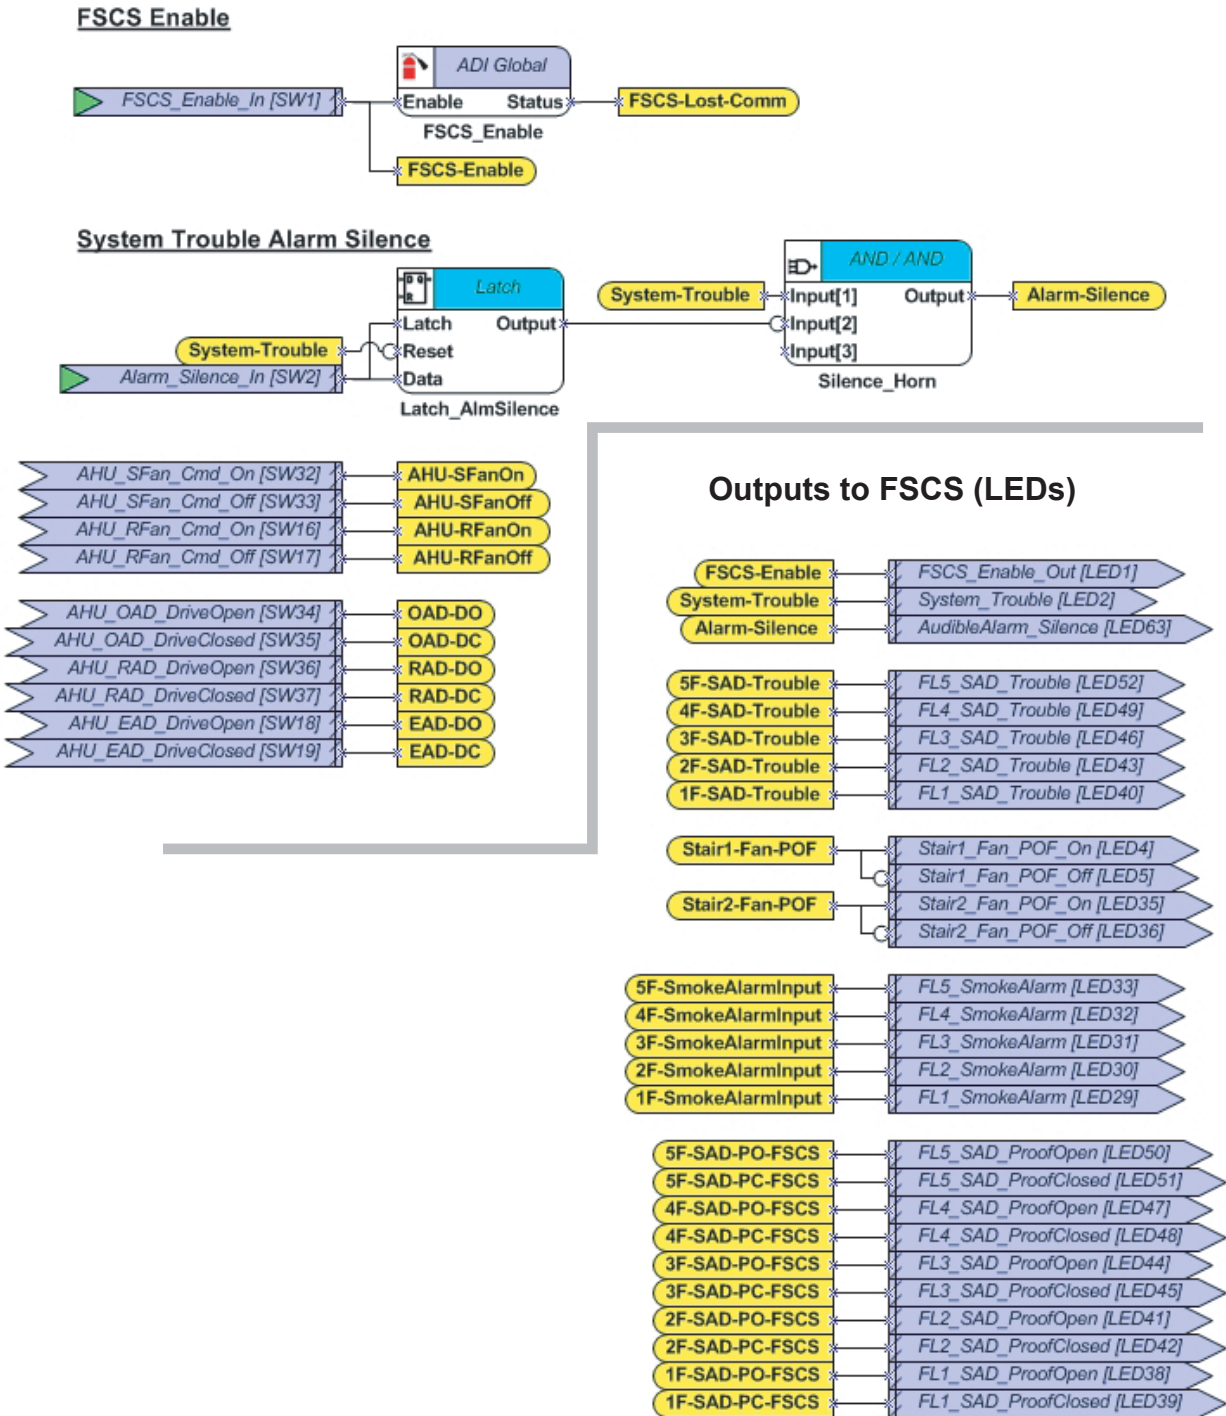 FSCS Enable
ADI Global
FSCS_Enable_In [SW1]
Enable Status
FSCS-Lost-Comm
FSCS_Enable
FSCS-Enable
System Trouble Alarm Silence
AND / AND
Latch
System-Trouble
Input[1] Output
Alarm-Silence
Latch Output
Input[2]
System-Trouble
Reset
Input[3]
Alarm_Silence_In [SW2]
Data
Silence_Horn
Latch_AlmSilence
AHU_SFan_Cmd_On [SW32] AHU-SFanOn
AHU_SFan_Cmd_Off [SW33] AHU-SFanOff
AHU_RFan_Cmd_On [SW16] AHU-RFanOn
AHU_RFan_Cmd_Off [SW17] AHU-RFanOff
AHU_OAD_DriveOpen [SW34] OAD-DO
AHU_OAD_DriveClosed [SW35] OAD-DC
AHU_RAD_DriveOpen [SW36] RAD-DO
AHU_RAD_DriveClosed [SW37] RAD-DC
AHU_EAD_DriveOpen [SW18] EAD-DO
AHU_EAD_DriveClosed [SW19] EAD-DC
Outputs to FSCS (LEDs)
FSCS-Enable FSCS_Enable_Out [LED1]
System-Trouble System_Trouble [LED2]
Alarm-Silence AudibleAlarm_Silence [LED63]
5F-SAD-Trouble FL5_SAD_Trouble [LED52]
4F-SAD-Trouble FL4_SAD_Trouble [LED49]
3F-SAD-Trouble FL3_SAD_Trouble [LED46]
2F-SAD-Trouble FL2_SAD_Trouble [LED43]
1F-SAD-Trouble FL1_SAD_Trouble [LED40]
Stair1-Fan-POF Stair1_Fan_POF_On [LED4]
Stair1_Fan_POF_Off [LED5]
Stair2-Fan-POF Stair2_Fan_POF_On [LED35]
Stair2_Fan_POF_Off [LED36]
5F-SmokeAlarmInput FL5_SmokeAlarm [LED33]
4F-SmokeAlarmInput FL4_SmokeAlarm [LED32]
3F-SmokeAlarmInput FL3_SmokeAlarm [LED31]
2F-SmokeAlarmInput FL2_SmokeAlarm [LED30]
1F-SmokeAlarmInput FL1_SmokeAlarm [LED29]
5F-SAD-PO-FSCS FL5_SAD_ProofOpen [LED50]
5F-SAD-PC-FSCS FL5_SAD_ProofClosed [LED51]
4F-SAD-PO-FSCS FL4_SAD_ProofOpen [LED47]
4F-SAD-PC-FSCS FL4_SAD_ProofClosed [LED48]
3F-SAD-PO-FSCS FL3_SAD_ProofOpen [LED44]
3F-SAD-PC-FSCS FL3_SAD_ProofClosed [LED45]
2F-SAD-PO-FSCS FL2_SAD_ProofOpen [LED41]
2F-SAD-PC-FSCS FL2_SAD_ProofClosed [LED42]
1F-SAD-PO-FSCS FL1_SAD_ProofOpen [LED38]
1F-SAD-PC-FSCS FL1_SAD_ProofClosed [LED39]